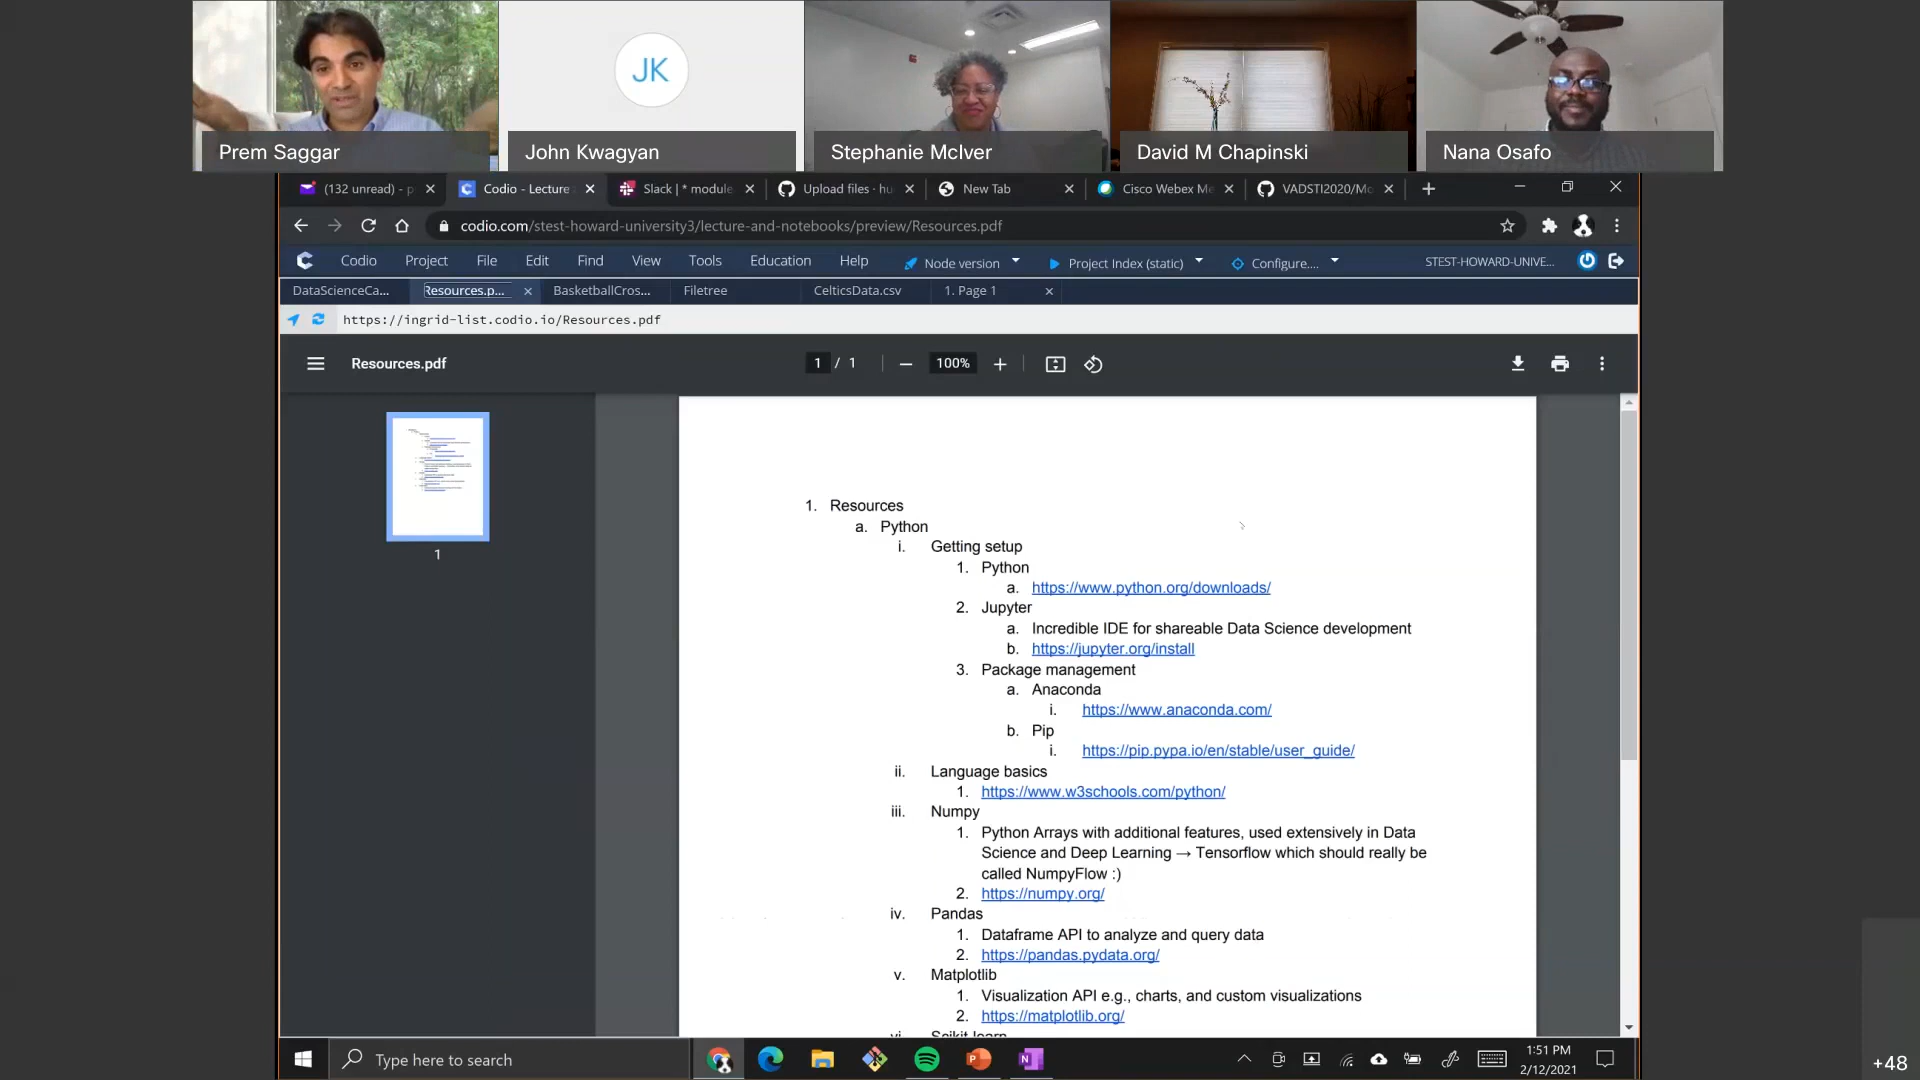 JK
Prem Saggar
John Kwagyan
Stephanie McIver
David M Chapinski
Nana Osafo
(132 unread) - p
Codio - Lecture
Slack | * module
Upload files · hu
New Tab
Cisco Webex Me
VADSTI2020/Mo
codio.com/stest-howard-university3/lecture-and-notebooks/preview/Resources.pdf
Codio Project File Edit Find View Tools Education Help Node version Project Index (static) Configure.... STEST-HOWARD-UNIVE...
DataScienceCa... Resources.p... BasketballCros... Filetree CelticsData.csv 1. Page 1
https://ingrid-list.codio.io/Resources.pdf
Resources.pdf 1 / 1 100%
1
1. Resources
a. Python
i. Getting setup
1. Python
a. https://www.python.org/downloads/
2. Jupyter
a. Incredible IDE for shareable Data Science development
b. https://jupyter.org/install
3. Package management
a. Anaconda
i. https://www.anaconda.com/
b. Pip
i. https://pip.pypa.io/en/stable/user_guide/
ii. Language basics
1. https://www.w3schools.com/python/
iii. Numpy
1. Python Arrays with additional features, used extensively in Data
Science and Deep Learning → Tensorflow which should really be
called NumpyFlow :)
2. https://numpy.org/
iv. Pandas
1. Dataframe API to analyze and query data
2. https://pandas.pydata.org/
v. Matplotlib
1. Visualization API e.g., charts, and custom visualizations
2. https://matplotlib.org/
vi. Scikit learn
Type here to search
1:51 PM
2/12/2021
+48